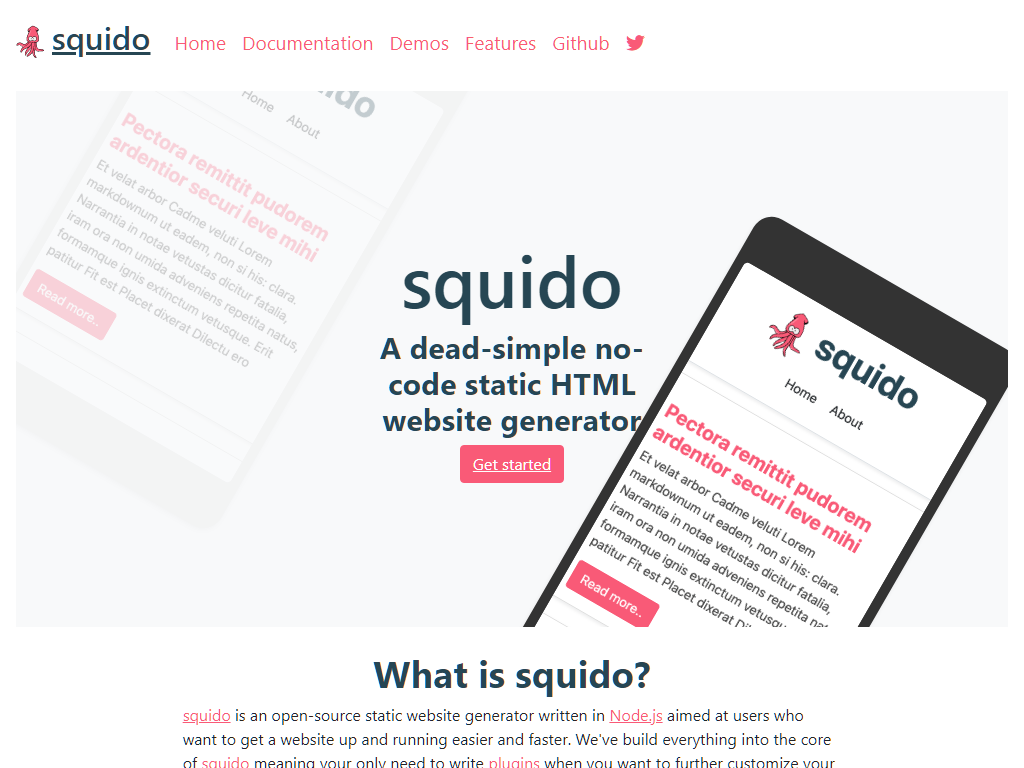 squido
Home Documentation Demos Features Github
squido
A dead-simple no-
code static HTML
website generator
Get started
Home About
Pectora remittit pudorem
ardentior securi leve mihi
Et velat arbor Cadme veluti Lorem
markdownum ut eadem, non si his: clara.
Narrantia in notae vetustas dicitur fatalia,
iram ora non umida adveniens repetita natus,
formamque ignis extinctum vetusque. Erit
patitur Fit est Placet dixerat Dilectu ero
Read more..
squido
Home About
Pectora remittit pudorem
ardentior securi leve mihi
Et velat arbor Cadme veluti Lorem
markdownum ut eadem, non si his: clara.
Narrantia in notae vetustas dicitur fatalia,
iram ora non umida adveniens repetita
formamque ignis extinctum
patitur Fit est Placet dixerat
Read more..
What is squido?
squido is an open-source static website generator written in Node.js aimed at users who
want to get a website up and running easier and faster. We've build everything into the core
of squido meaning your only need to write plugins when you want to further customize your